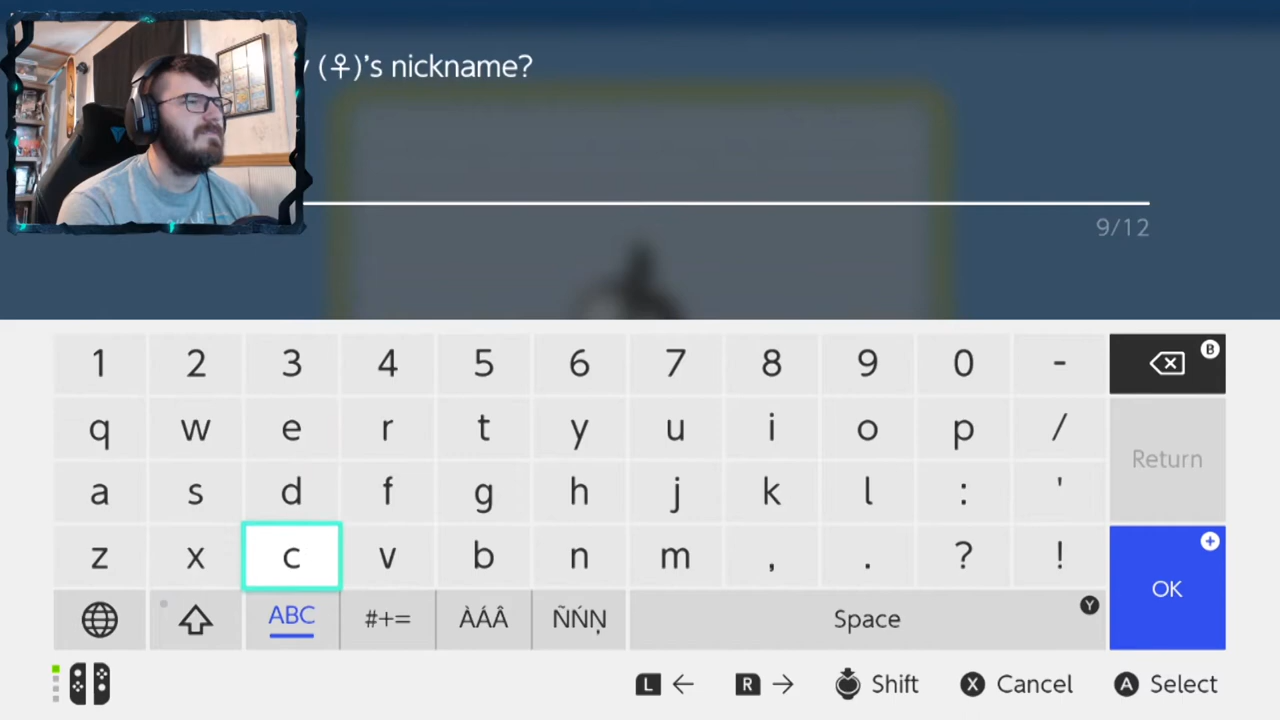 (♀)'s nickname?
9/12
1 2 3 4 5 6 7 8 9 0 -
B
q w e r t y u i o p /
Return
a s d f g h j k l : '
z x c v b n m , . ? !
+
OK
ABC #+= ÀÁÂ ÑŃŅ Space Y
L ← R → Shift X Cancel A Select